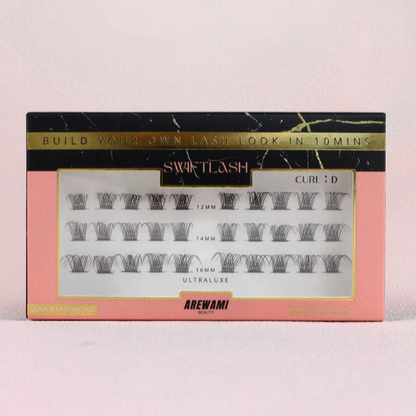 BUILD YOUR OWN LASH LOOK IN 10MINS
SWIFTLASH
CURL : D
12MM
14MM
16MM
ULTRALUXE
AREWAMI
BEAUTY